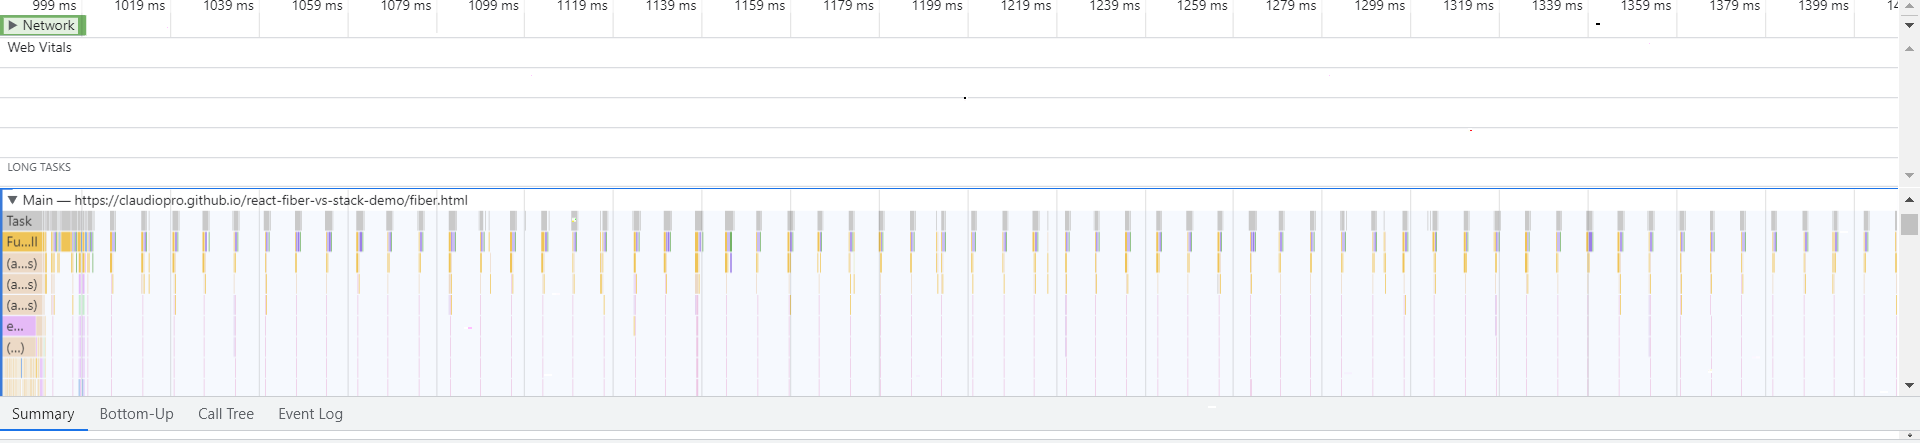 999 ms 1019 ms 1039 ms 1059 ms 1079 ms 1099 ms 1119 ms 1139 ms 1159 ms 1179 ms 1199 ms 1219 ms 1239 ms 1259 ms 1279 ms 1299 ms 1319 ms 1339 ms 1359 ms 1379 ms 1399 ms
Network
Web Vitals
LONG TASKS
Main — https://claudiopro.github.io/react-fiber-vs-stack-demo/fiber.html
Task
Fu...ll
(a...s)
(a...s)
(a...s)
e...
(...)
Summary Bottom-Up Call Tree Event Log